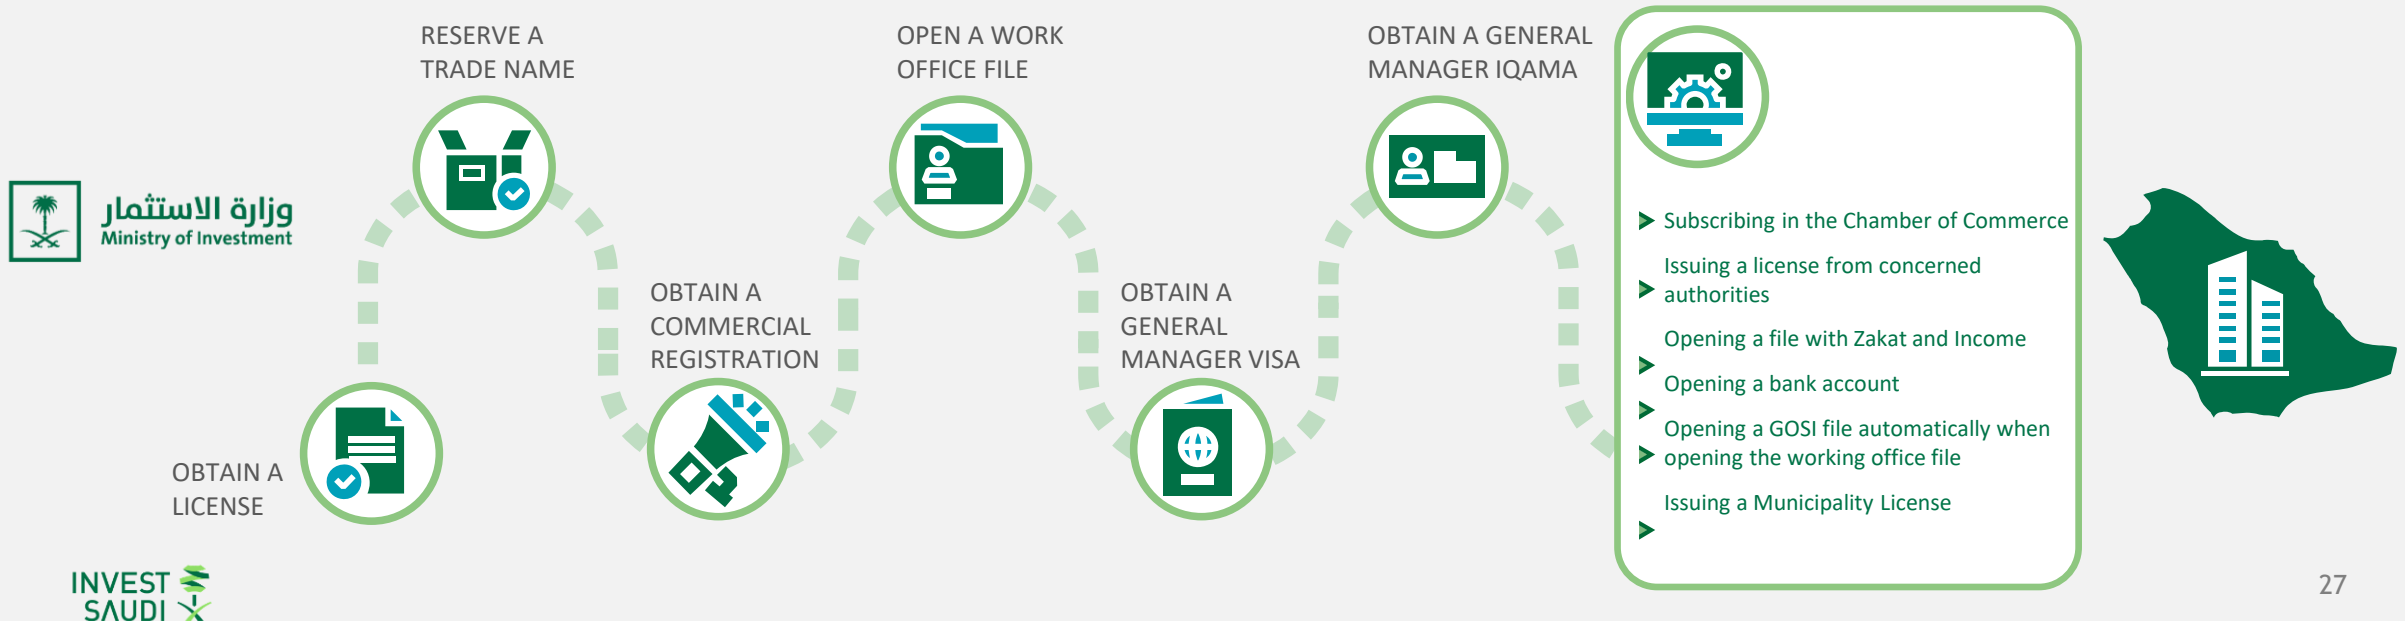 وزارة الاستثمار
Ministry of Investment
OBTAIN A
LICENSE
RESERVE A
TRADE NAME
OBTAIN A
COMMERCIAL
REGISTRATION
OPEN A WORK
OFFICE FILE
OBTAIN A
GENERAL
MANAGER VISA
OBTAIN A GENERAL
MANAGER IQAMA
Subscribing in the Chamber of Commerce
Issuing a license from concerned
authorities
Opening a file with Zakat and Income
Opening a bank account
Opening a GOSI file automatically when
opening the working office file
Issuing a Municipality License
INVEST
SAUDI
27